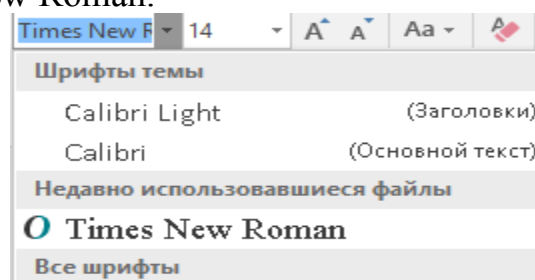 w Roman.
Times New R 14 A A Aa
Шрифты темы
Calibri Light (Заголовки)
Calibri (Основной текст)
Недавно использовавшиеся файлы
O Times New Roman
Все шрифты